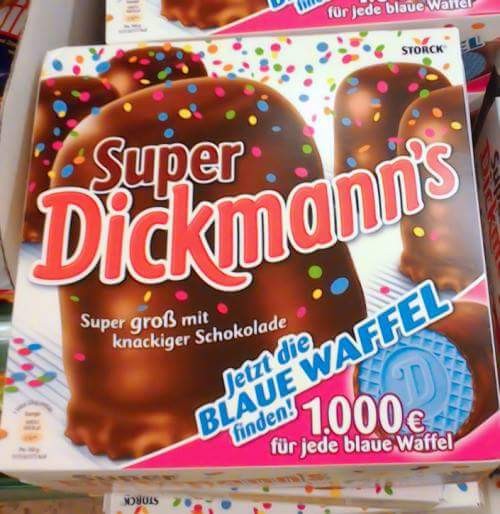 für jede blaue Waffel
STORCK
Super
Dickmann's
Super groß mit
knackiger Schokolade
Jetzt die
BLAUE WAFFEL
finden!
1.000 €
für jede blaue Waffel
D
STORCK